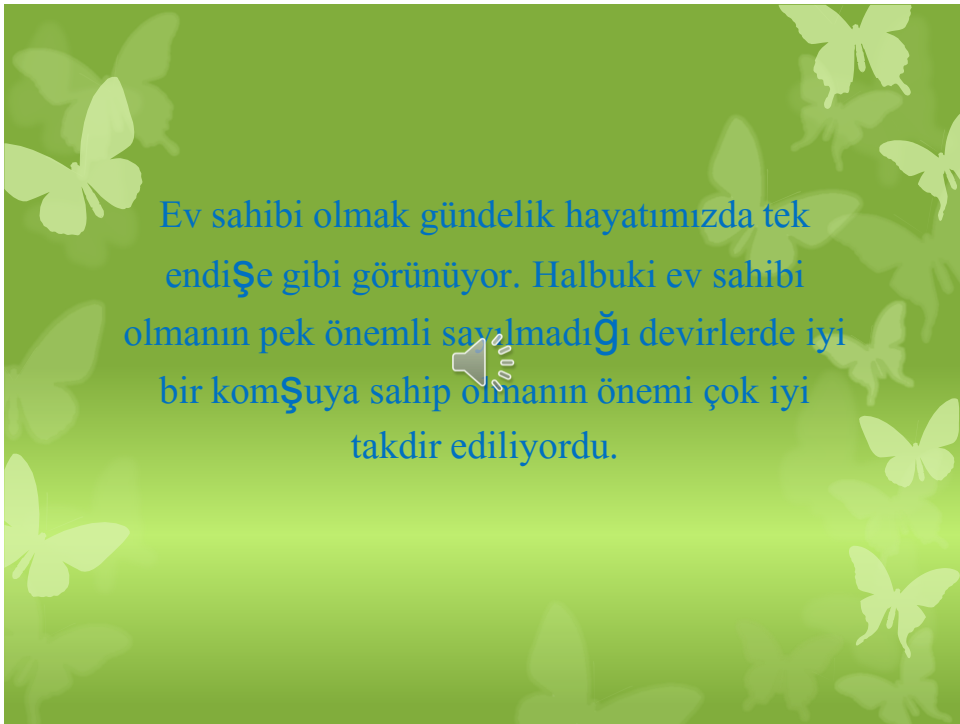 Ev sahibi olmak gündelik hayatımızda tek
endişe gibi görünüyor. Halbuki ev sahibi
olmanın pek önemli sayılmadığı devirlerde iyi
bir komşuya sahip olmanın önemi çok iyi
takdir ediliyordu.